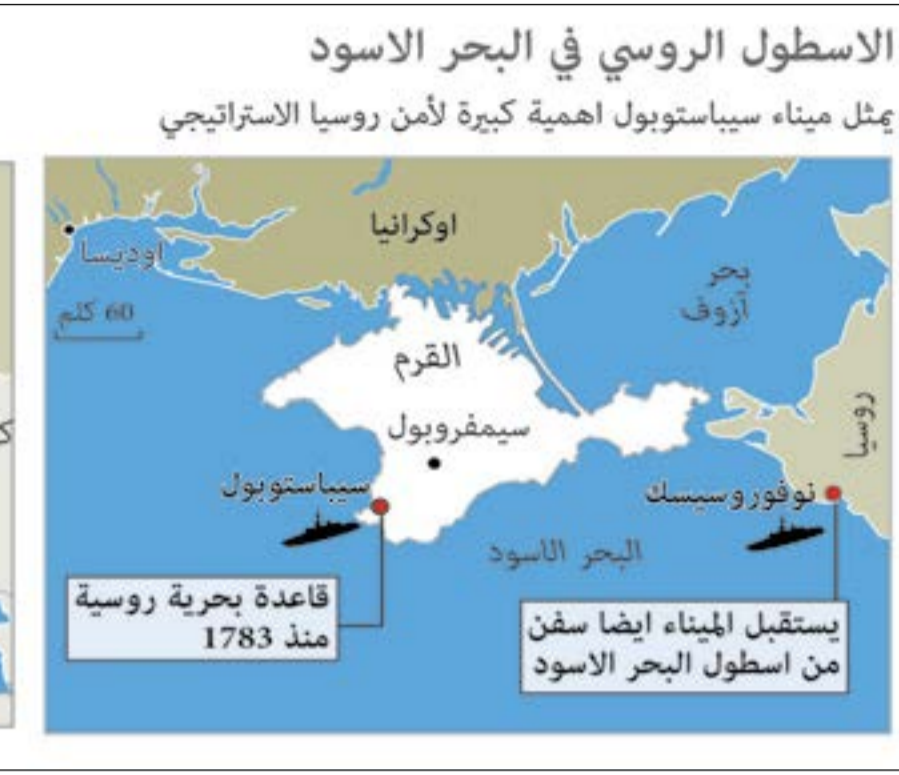 الاسطول الروسي في البحر الاسود
يمثل ميناء سيباستوبول اهمية كبيرة لأمن روسيا الاستراتيجي
اوكرانيا
اوديسا
بحر
آزوف
60 كلم
القرم
روسيا
سيمفروبول
سيباستوبول
نوفوروسيسك
البحر الاسود
قاعدة بحرية روسية
منذ 1783
يستقبل الميناء ايضا سفن
من اسطول البحر الاسود